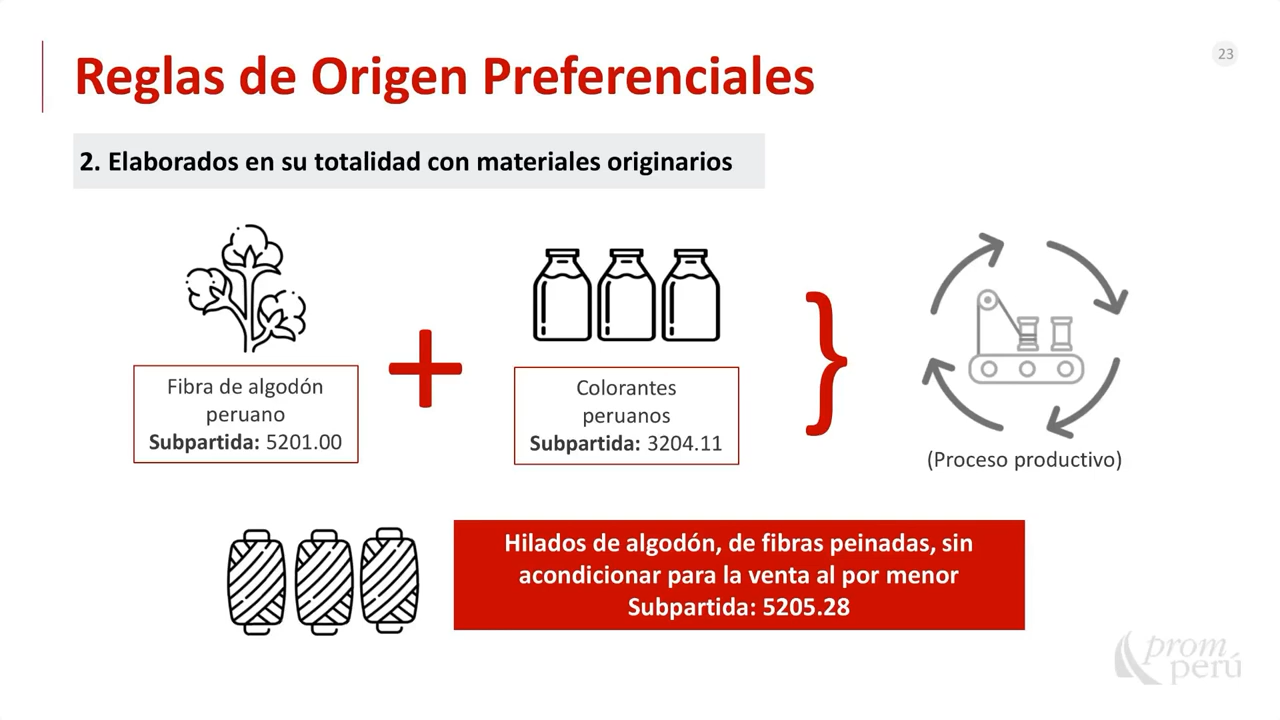 23
Reglas de Origen Preferenciales
2. Elaborados en su totalidad con materiales originarios
Fibra de algodón
peruano
Subpartida: 5201.00
+
Colorantes
peruanos
Subpartida: 3204.11
}
(Proceso productivo)
Hilados de algodón, de fibras peinadas, sin
acondicionar para la venta al por menor
Subpartida: 5205.28
prom
perú